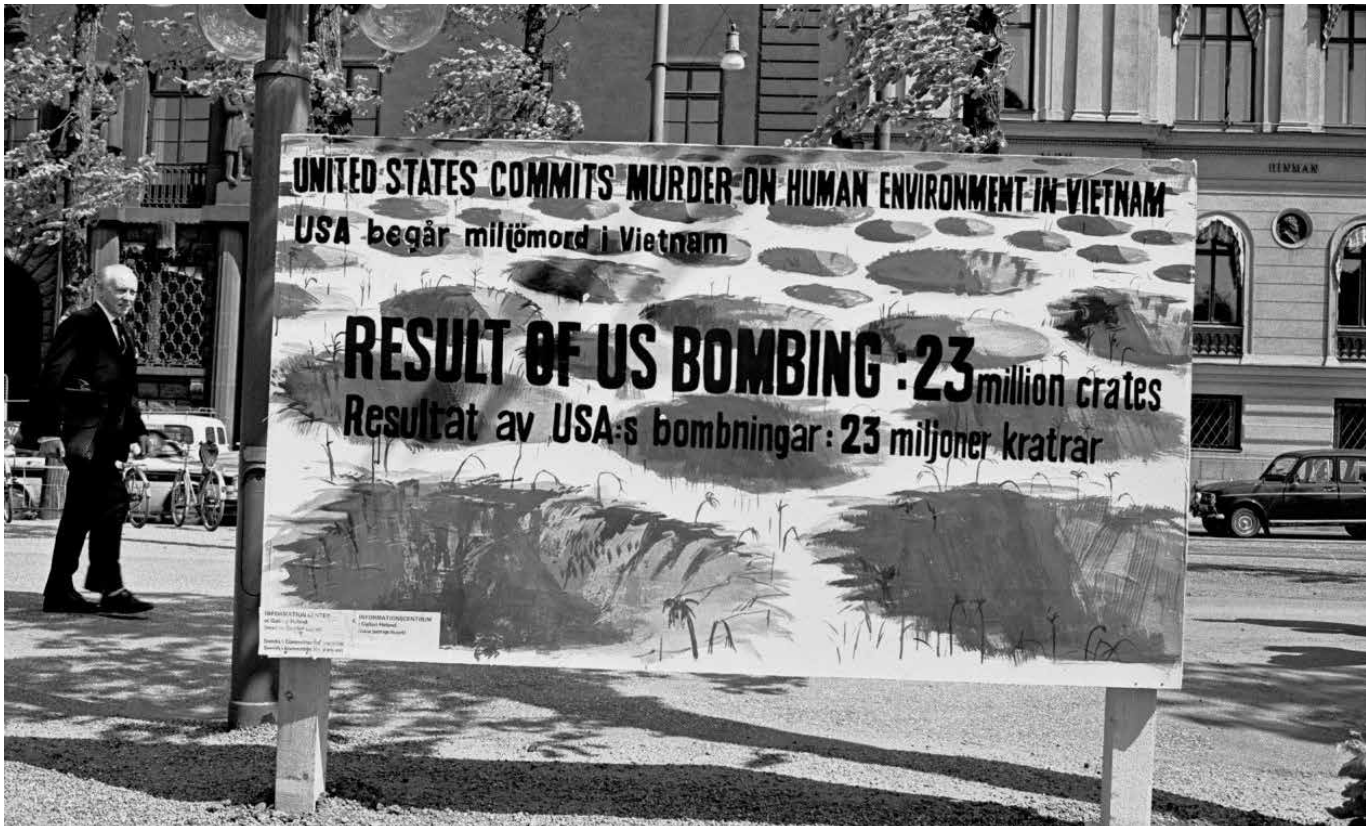 UNITED STATES COMMITS MURDER ON HUMAN ENVIRONMENT IN VIETNAM
USA begår miljömord i Vietnam
RESULT OF US BOMBING : 23 million crates
Resultat av USA:s bombningar : 23 miljoner kratrar
INFORMATIONSCENTRUM